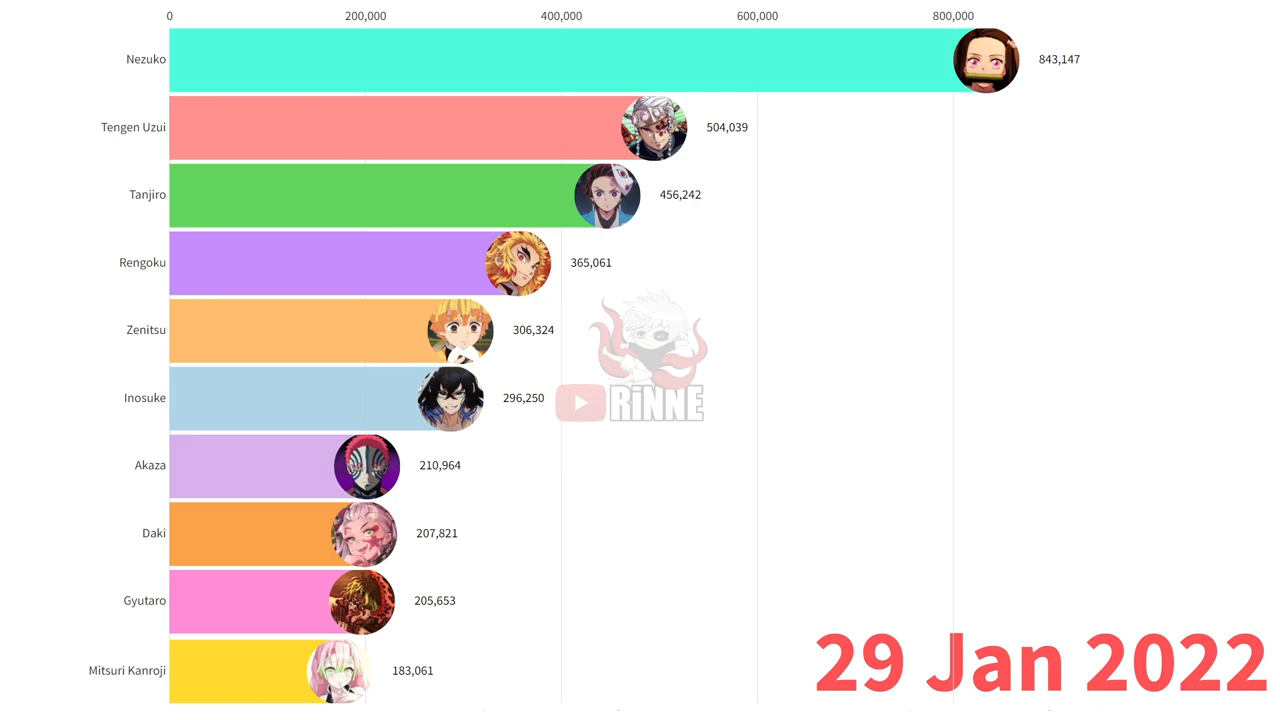 0 200,000 400,000 600,000 800,000
Nezuko 843,147
Tengen Uzui 504,039
Tanjiro 456,242
Rengoku 365,061
Zenitsu 306,324
Inosuke 296,250
RiNNE
Akaza 210,964
Daki 207,821
Gyutaro 205,653
Mitsuri Kanroji 183,061
29 Jan 2022